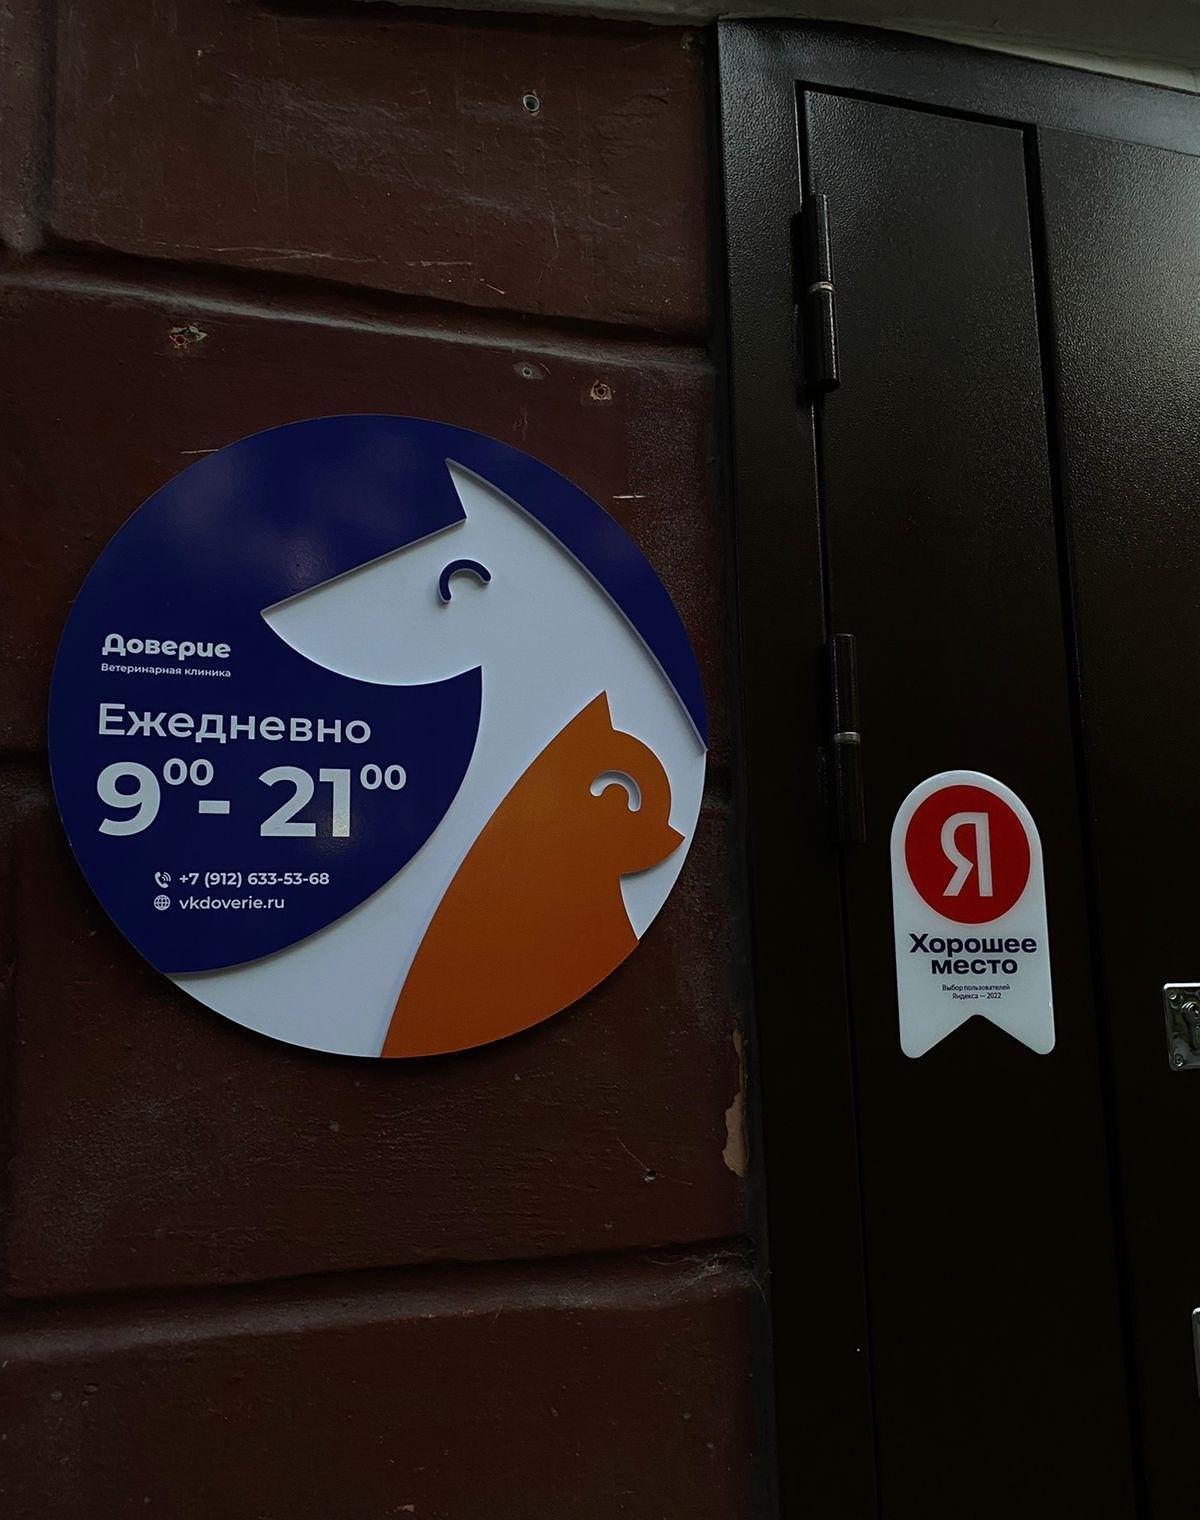 Доверие
Ветеринарная клиника
Ежедневно
9⁰⁰- 21⁰⁰
+7 (912) 633-53-68
vkdoverie.ru
Я
Хорошее
место
Выбор пользователей
Яндекса — 2022